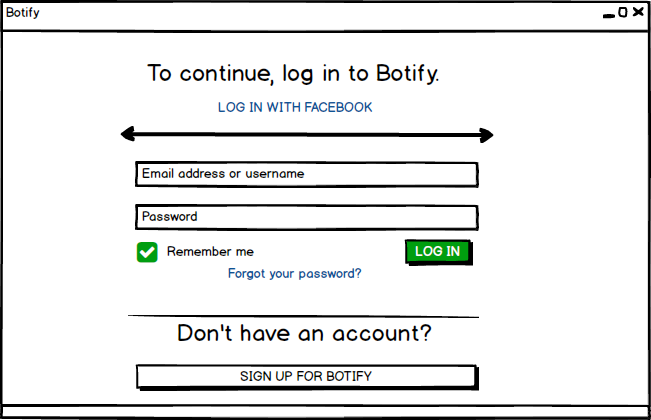 Botify
To continue, log in to Botify.
LOG IN WITH FACEBOOK
Email address or username
Password
Remember me
LOG IN
Forgot your password?
Don't have an account?
SIGN UP FOR BOTIFY